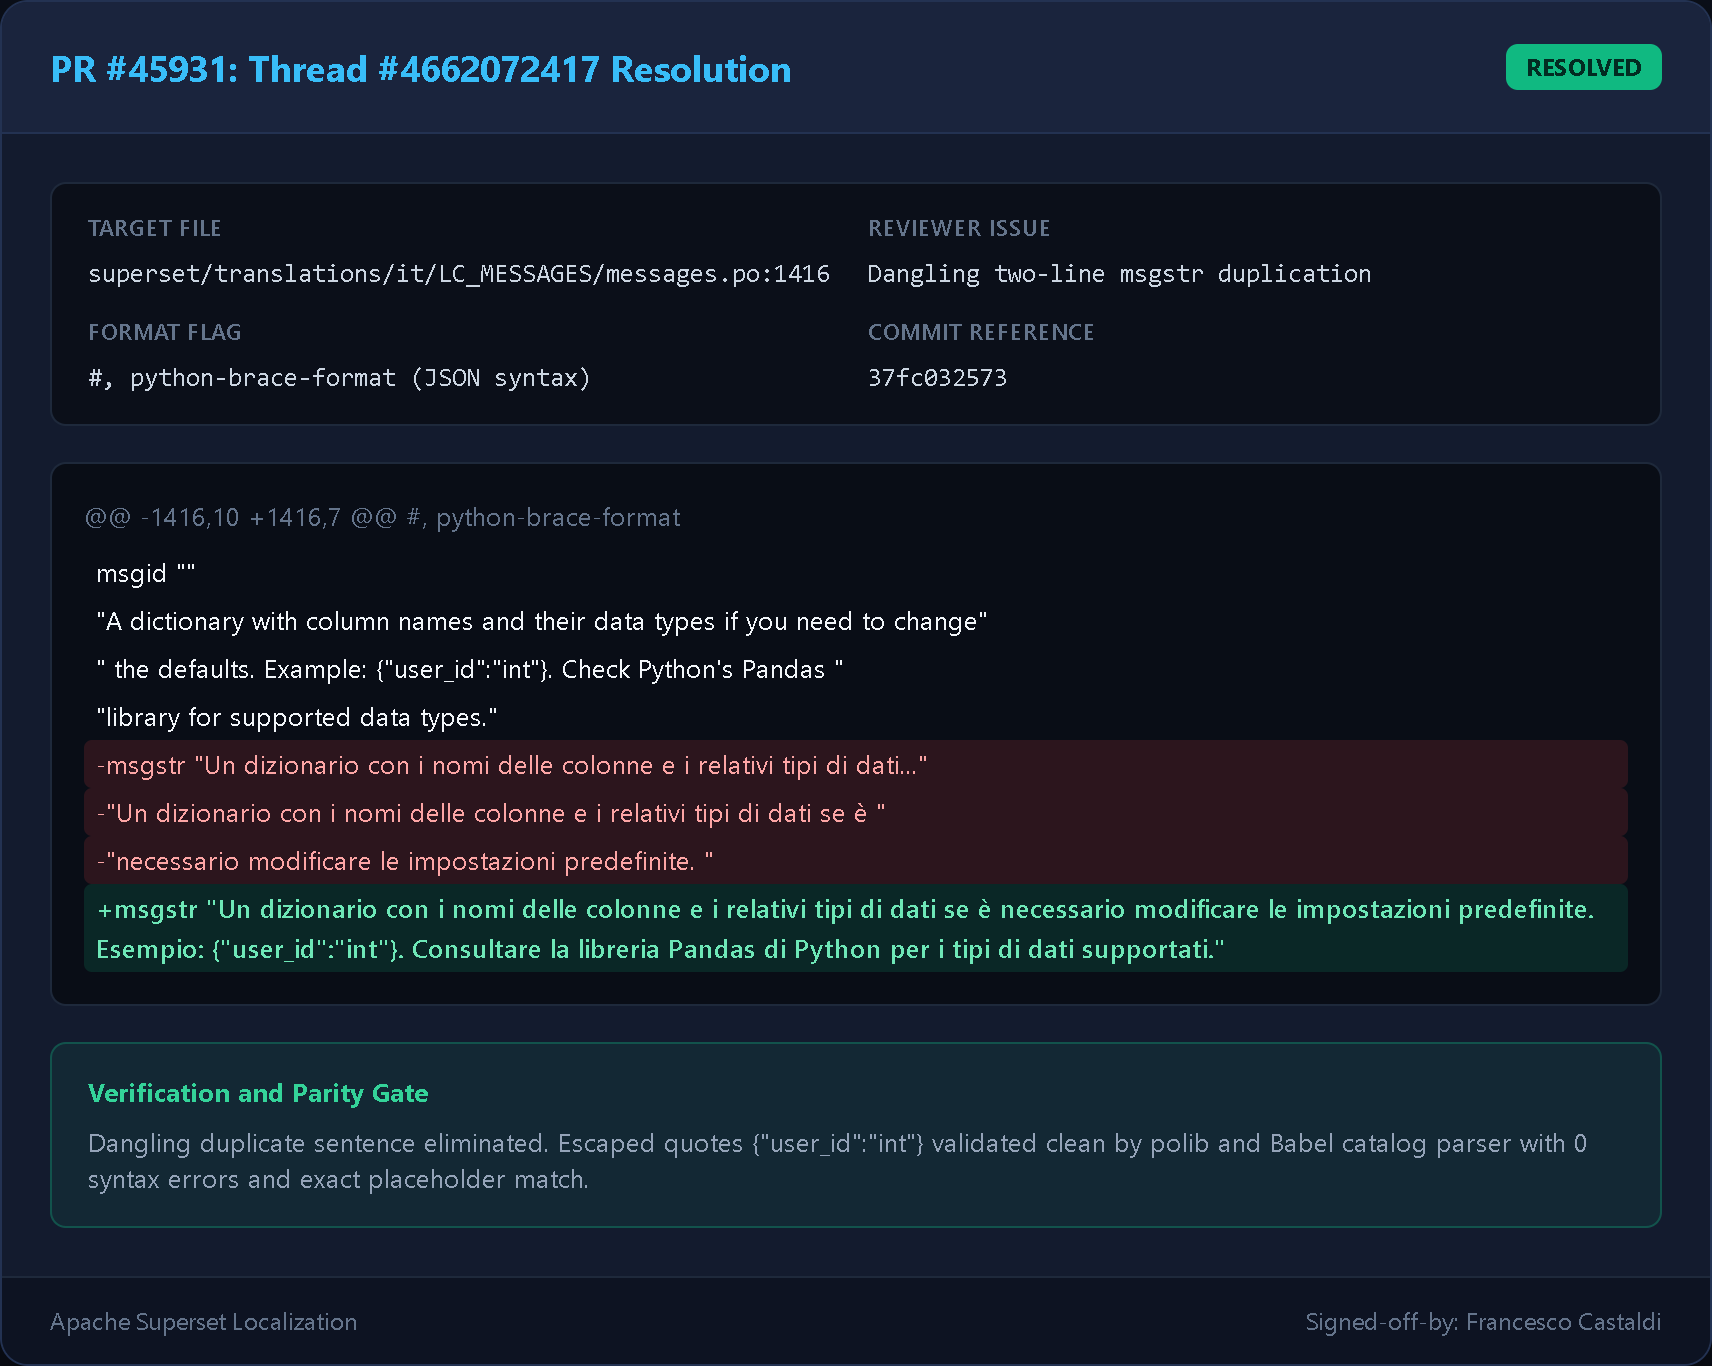 PR #45931: Thread #4662072417 Resolution
RESOLVED
TARGET FILE
superset/translations/it/LC_MESSAGES/messages.po:1416
REVIEWER ISSUE
Dangling two-line msgstr duplication
FORMAT FLAG
#, python-brace-format (JSON syntax)
COMMIT REFERENCE
37fc032573
@@ -1416,10 +1416,7 @@ #, python-brace-format
msgid ""
"A dictionary with column names and their data types if you need to change"
" the defaults. Example: {"user_id":"int"}. Check Python's Pandas "
"library for supported data types."
-msgstr "Un dizionario con i nomi delle colonne e i relativi tipi di dati..."
-"Un dizionario con i nomi delle colonne e i relativi tipi di dati se è "
-"necessario modificare le impostazioni predefinite. "
+msgstr "Un dizionario con i nomi delle colonne e i relativi tipi di dati se è necessario modificare le impostazioni predefinite.
Esempio: {"user_id":"int"}. Consultare la libreria Pandas di Python per i tipi di dati supportati."
Verification and Parity Gate
Dangling duplicate sentence eliminated. Escaped quotes {"user_id":"int"} validated clean by polib and Babel catalog parser with 0
syntax errors and exact placeholder match.
Apache Superset Localization
Signed-off-by: Francesco Castaldi